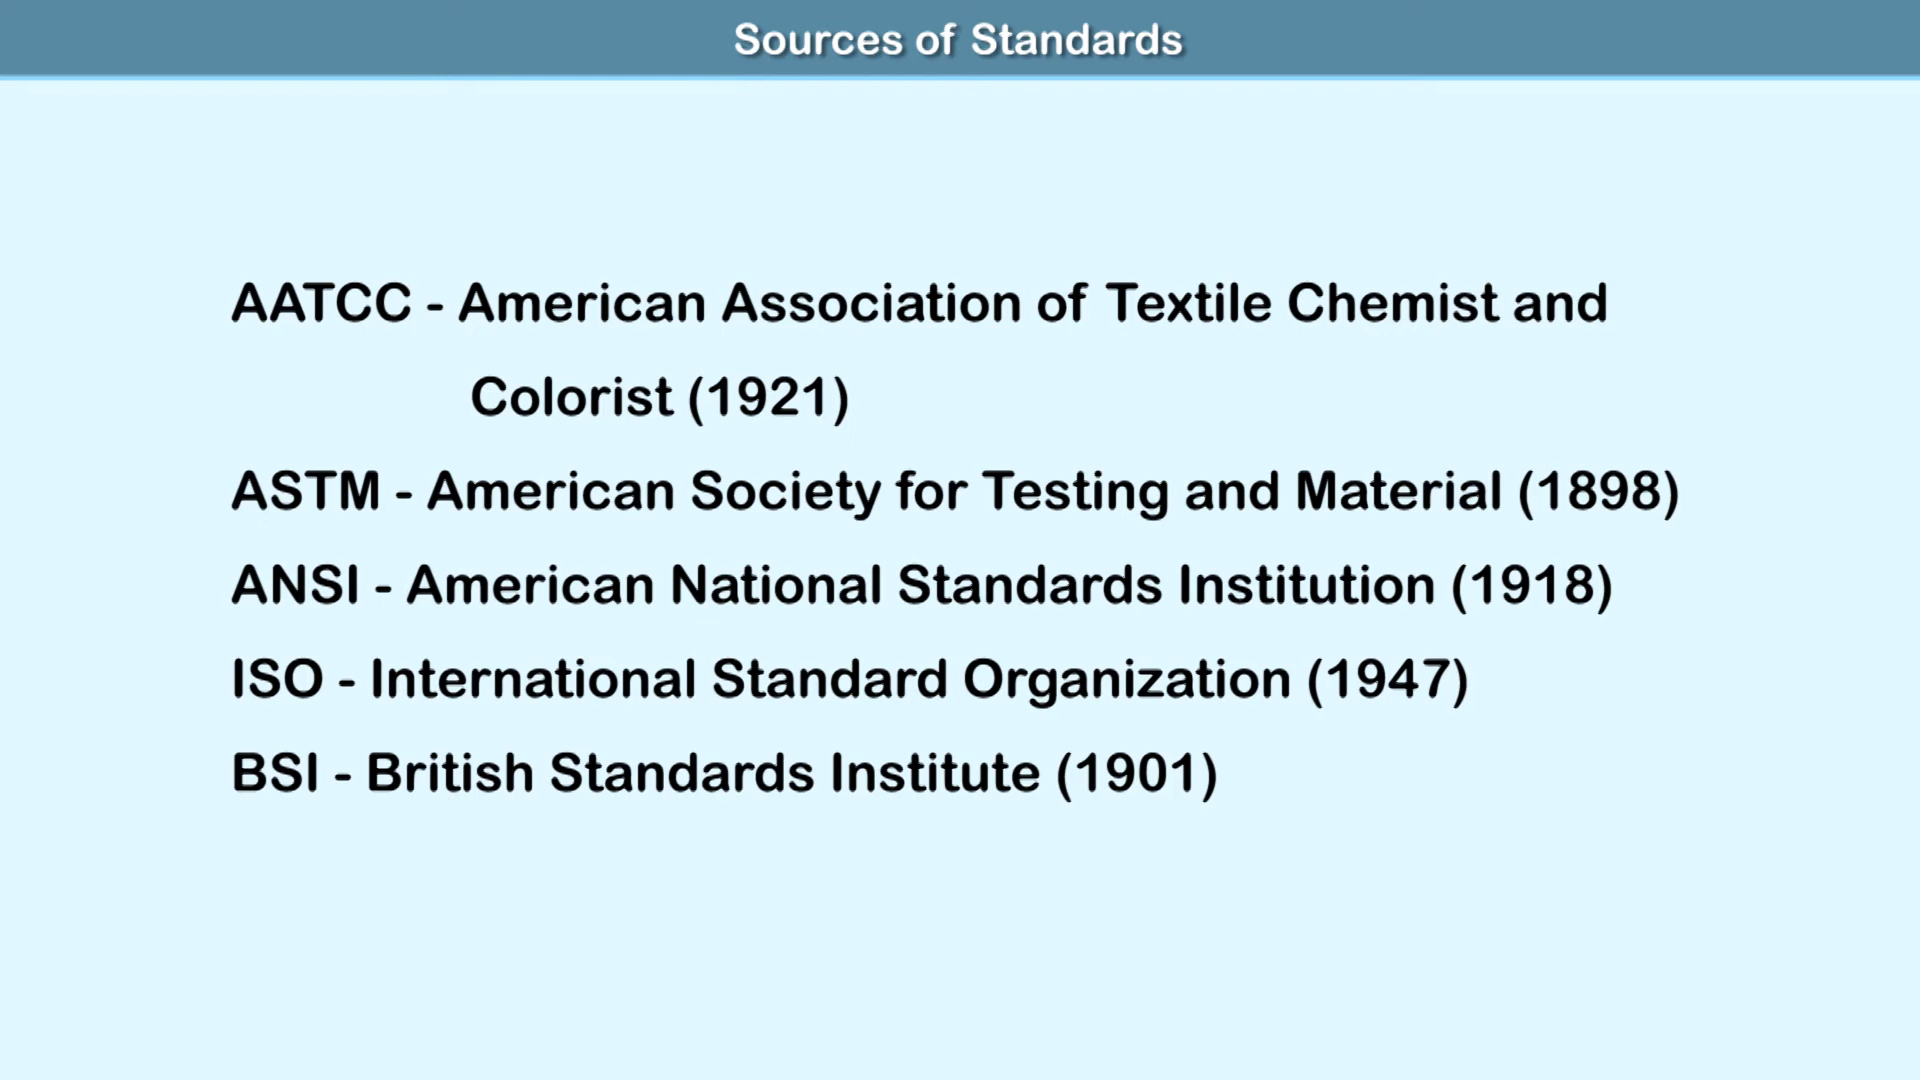 Sources of Standards
AATCC - American Association of Textile Chemist and
Colorist (1921)
ASTM - American Society for Testing and Material (1898)
ANSI - American National Standards Institution (1918)
ISO - International Standard Organization (1947)
BSI - British Standards Institute (1901)